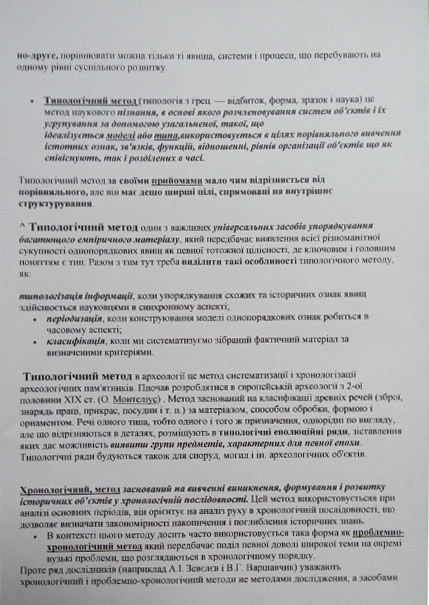 по-друге, порівнювати можна тільки ті явища, системи і процеси, що перебувають на
одному рівні суспільного розвитку.
• Типологічний метод (типологія з грец. — відбиток, форма, зразок і наука) це
метод наукового пізнання, в основі якого розчленовування систем об'єктів і їх
угрупування за допомогою узагальненої, такої, що
ідеалізується моделі або типа,використовується в цілях порівняльного вивчення
істотних ознак, зв'язків, функцій, відношенні, рівнів організації об'єктів що як
співіснують, так і розділених в часі.
Типологічний метод за своїми прийомами мало чим відрізняється від
порівняльного, але він має дещо ширші цілі, спрямовані на внутрішнє
структурування.
^ Типологічний метод один з важливих універсальних засобів упорядкування
багатющого емпіричного матеріалу, який передбачає виявлення всієї різноманітної
сукупності однопорядкових явищ як певної тотожної цілісності, де ключовим і головним
поняттям є тип. Разом з тим тут треба виділити такі особливості типологічного методу,
як:
типологізація інформації, коли упорядкування схожих та історичних ознак явищ
здійснюється науковцями в синхронному аспекті;
• періодизація, коли конструювання моделі однопорядкових ознак робиться в
часовому аспекті;
• класифікація, коли ми систематизуємо зібраний фактичний матеріал за
визначеними критеріями.
Типологічний метод в археології це метод систематизації і хронологізації
археологічних пам'ятників. Почав розроблятися в європейській археології з 2-ої
половини XIX ст. (О. Монтеліус) . Метод заснований на класифікації древніх речей (зброї,
знарядь праці, прикрас, посудин і т. п.) за матеріалом, способом обробки, формою і
орнаментом. Речі одного типа, тобто одного і того ж призначення, однорідні по вигляду,
але що відрізняються в деталях, розміщують в типологічні еволюційні ряди, зіставлення
яких дає можливість виявити групи предметів, характерних для певної епохи.
Типологічні ряди будуються також для споруд, могил і ін. археологічних об'єктів.
Хронологічний, метод заснований на вивченні виникнення, формування і розвитку
історичних об'єктів у хронологічній послідовності. Цей метод використовується при
аналізі основних періодів, він орієнтує на аналіз руху в хронологічній послідовності, що
дозволяє визначати закономірності накопичення і поглиблення історичних знань.
• В контексті цього методу досить часто використовується така форма як проблемно-
хронологічний метод який передбачає поділ певної доволі широкої теми на окремі
вузькі проблеми, що розглядаються в хронологічному порядку.
Проте ряд дослідників (наприклад А.І. Зевелєв і В.Г. Варшавчик) уважають
хронологічний і проблемно-хронологічний методи не методами дослідження, а засобами